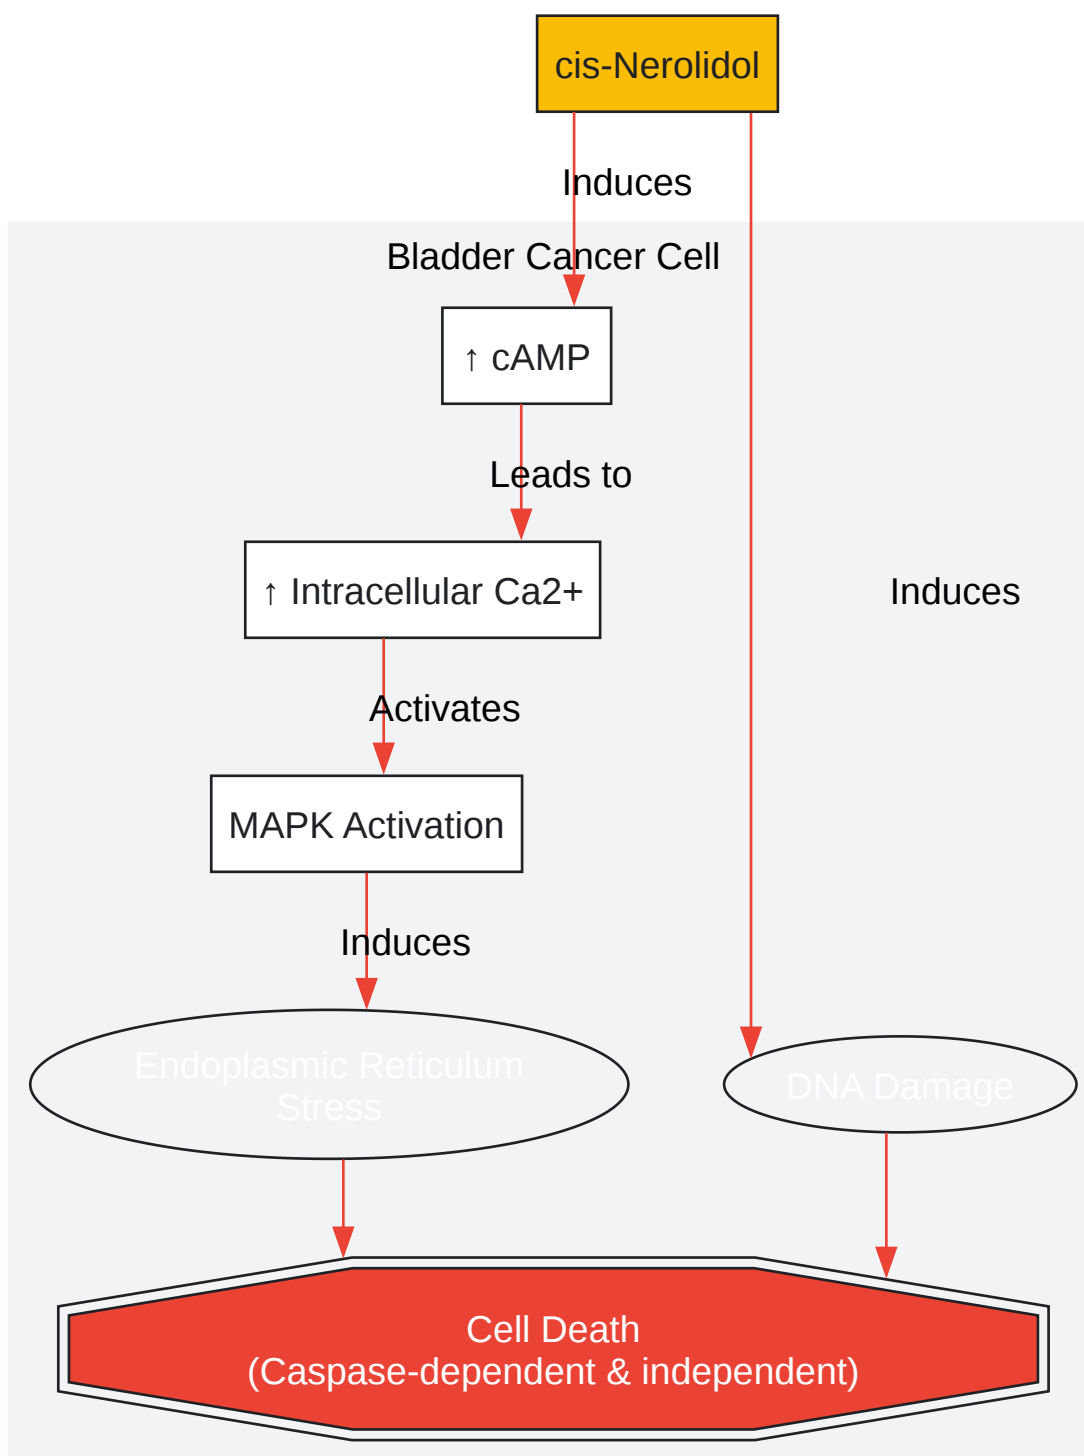 cis-Nerolidol
Induces
Bladder Cancer Cell
↑ cAMP
Leads to
↑ Intracellular Ca2+
Induces
Activates
MAPK Activation
Induces
Endoplasmic Reticulum
Stress
DNA Damage
Cell Death
(Caspase-dependent & independent)